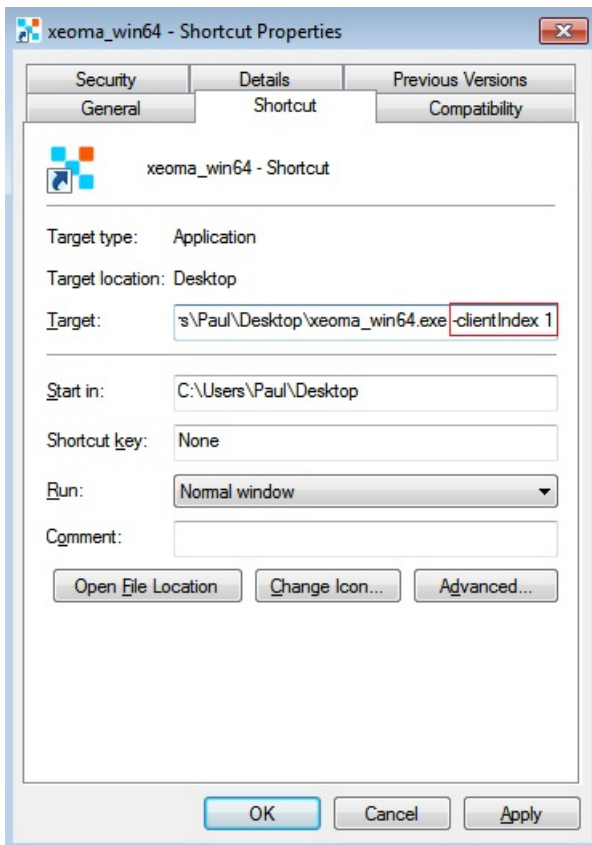 xeoma_win64 - Shortcut Properties
Security Details Previous Versions
General Shortcut Compatibility
xeoma_win64 - Shortcut
Target type: Application
Target location: Desktop
Target: s\Paul\Desktop\xeoma_win64.exe -clientIndex 1
Start in: C:\Users\Paul\Desktop
Shortcut key: None
Run: Normal window
Comment:
Open File Location Change Icon... Advanced...
OK Cancel Apply